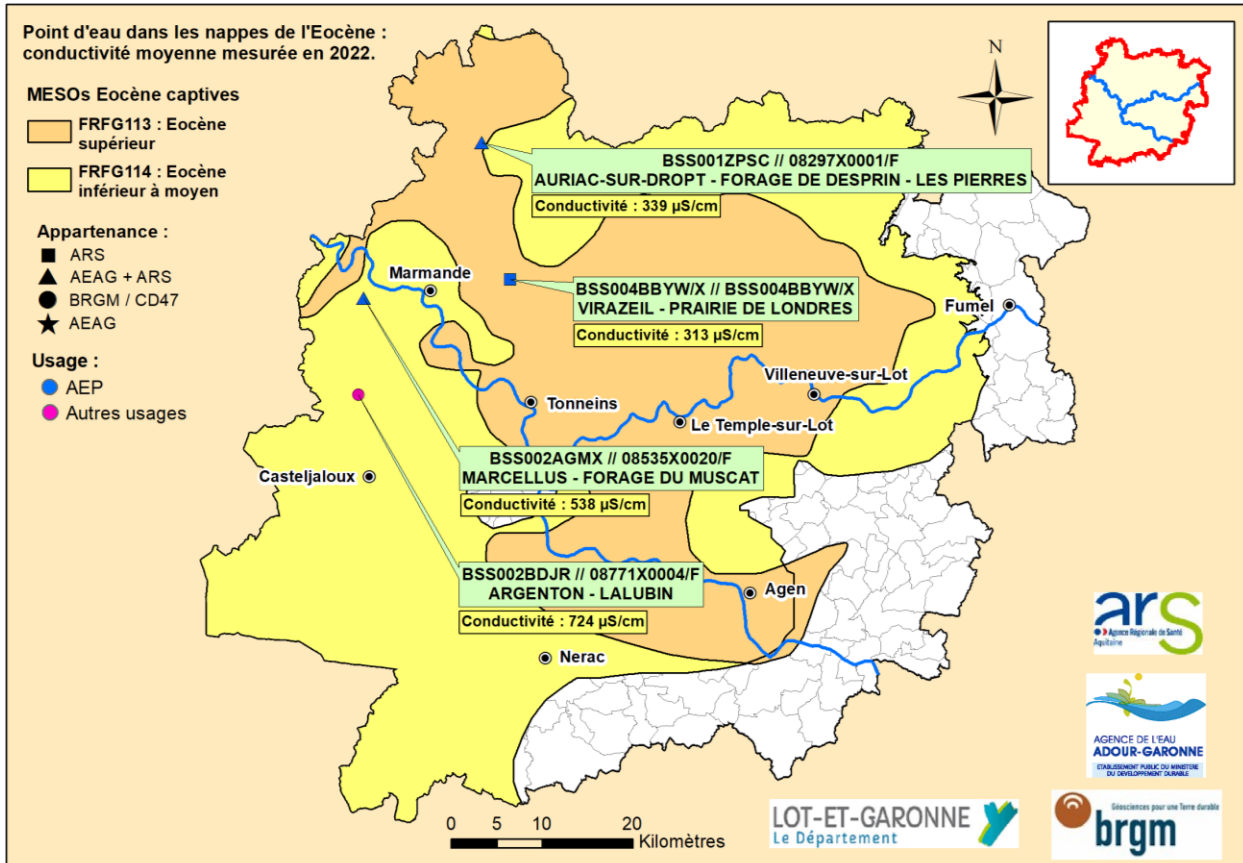 Point d'eau dans les nappes de l'Eocène :
conductivité moyenne mesurée en 2022.
MESOs Eocène captives
FRFG113 : Eocène
supérieur
FRFG114 : Eocène
inférieur à moyen
Appartenance :
ARS
AEAG + ARS
BRGM / CD47
AEAG
Usage :
AEP
Autres usages
N
BSS001ZPSC // 08297X0001/F
AURIAC-SUR-DROPT - FORAGE DE DESPRIN - LES PIERRES
Conductivité : 339 µS/cm
Marmande
BSS004BBYW/X // BSS004BBYW/X
VIRAZEIL - PRAIRIE DE LONDRES
Conductivité : 313 µS/cm
Fumel
Villeneuve-sur-Lot
Tonneins
Le Temple-sur-Lot
BSS002AGMX // 08535X0020/F
MARCELLUS - FORAGE DU MUSCAT
Conductivité : 538 µS/cm
Casteljaloux
BSS002BDJR // 08771X0004/F
ARGENTON - LALUBIN
Conductivité : 724 µS/cm
Agen
Nerac
0 5 10 20
Kilomètres
ars
Agence Régionale de Santé
Aquitaine
AGENCE DE L'EAU
ADOUR-GARONNE
ETABLISSEMENT PUBLIC DU MINISTERE
DU DEVELOPPEMENT DURABLE
LOT-ET-GARONNE
Le Département
Géosciences pour une Terre durable
brgm